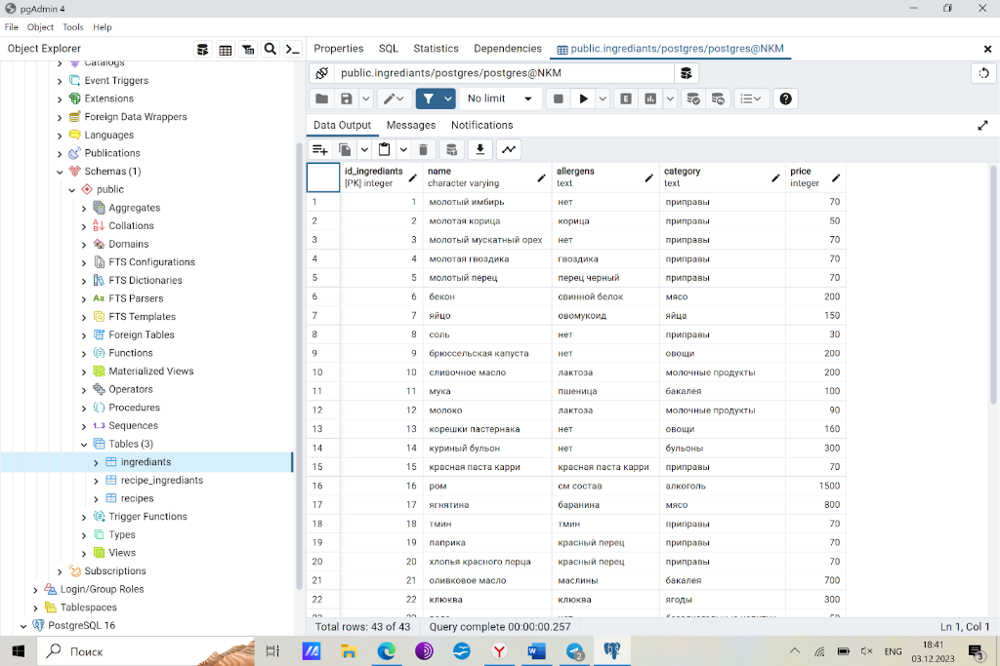 pgAdmin 4
File Object Tools Help
Object Explorer
Properties SQL Statistics Dependencies public.ingrediants/postgres/postgres@NKM
public.ingrediants/postgres/postgres@NKM
No limit
Data Output Messages Notifications
Catalogs
Event Triggers
Extensions
Foreign Data Wrappers
Languages
Publications
Schemas (1)
public
Aggregates
Collations
Domains
FTS Configurations
FTS Dictionaries
Aa FTS Parsers
FTS Templates
Foreign Tables
Functions
Materialized Views
Operators
Procedures
1..3 Sequences
Tables (3)
ingrediants
recipe_ingrediants
recipes
Trigger Functions
Types
Views
Subscriptions
Login/Group Roles
Tablespaces
PostgreSQL 16
id_ingrediants name allergens category price
[PK] integer character varying text text integer
1 1 молотый имбирь нет приправы 70
2 2 молотая корица корица приправы 50
3 3 молотый мускатный орех нет приправы 70
4 4 молотая гвоздика гвоздика приправы 70
5 5 молотый перец перец черный приправы 70
6 6 бекон свинной белок мясо 200
7 7 яйцо овомукоид яйца 150
8 8 соль нет приправы 30
9 9 брюссельская капуста нет овощи 200
10 10 сливочное масло лактоза молочные продукты 200
11 11 мука пшеница бакалея 100
12 12 молоко лактоза молочные продукты 90
13 13 корешки пастернака нет овощи 160
14 14 куриный бульон нет бульоны 300
15 15 красная паста карри красная паста карри приправы 70
16 16 ром см состав алкоголь 1500
17 17 ягнятина баранина мясо 800
18 18 тмин тмин приправы 70
19 19 паприка красный перец приправы 70
20 20 хлопья красного перца красный перец приправы 70
21 21 оливковое масло маслины бакалея 700
22 22 клюква клюква ягоды 300
Total rows: 43 of 43 Query complete 00:00:00.257 Ln 1, Col 1
Поиск
ENG
18:41
03.12.2023
2
3